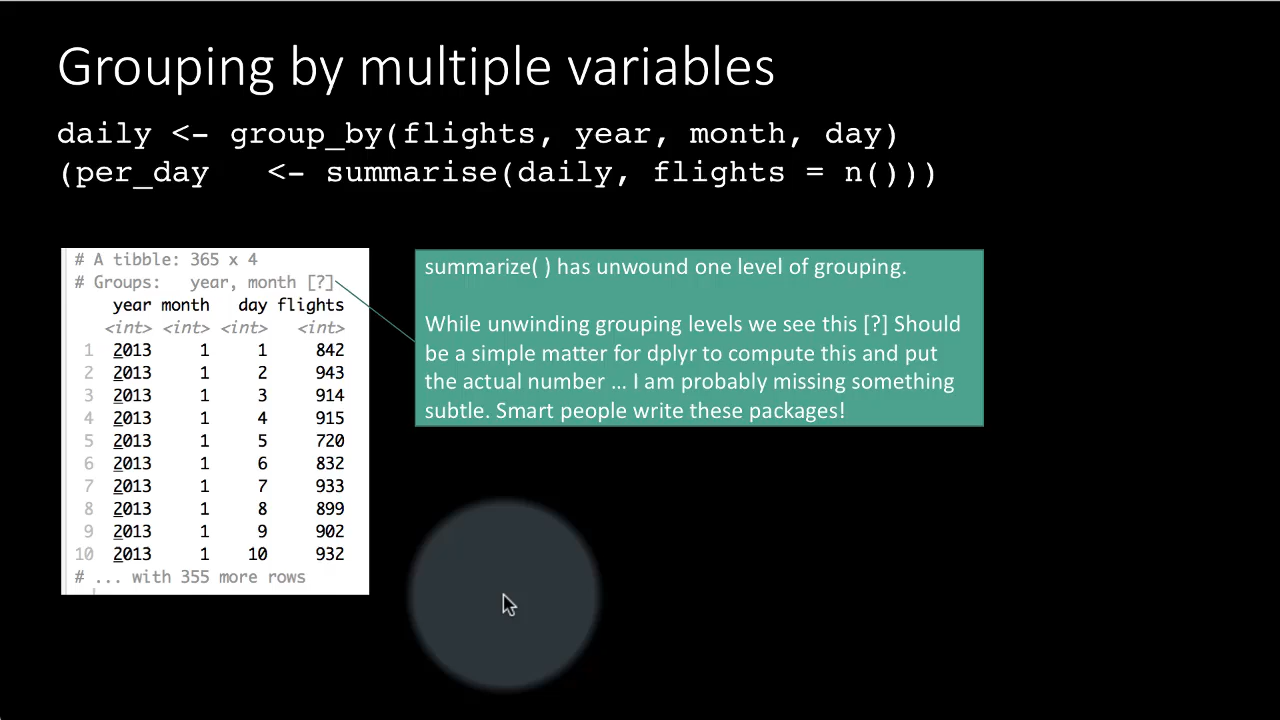 Grouping by multiple variables
daily <- group_by(flights, year, month, day)
(per_day   <- summarise(daily, flights = n()))
# A tibble: 365 x 4
# Groups:   year, month [?]
year month   day flights
<int> <int> <int>   <int>
1 2013     1     1     842
2 2013     1     2     943
3 2013     1     3     914
4 2013     1     4     915
5 2013     1     5     720
6 2013     1     6     832
7 2013     1     7     933
8 2013     1     8     899
9 2013     1     9     902
10 2013     1    10     932
# ... with 355 more rows
summarize( ) has unwound one level of grouping.
While unwinding grouping levels we see this [?] Should
be a simple matter for dplyr to compute this and put
the actual number ... I am probably missing something
subtle. Smart people write these packages!